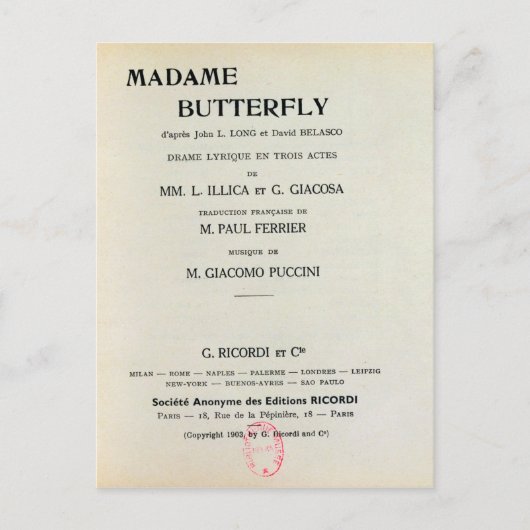 MADAME
BUTTERFLY
d'après John L. LONG et David BELASCO
DRAME LYRIQUE EN TROIS ACTES
DE
MM. L. ILLICA ET G. GIACOSA
TRADUCTION FRANÇAISE DE
M. PAUL FERRIER
MUSIQUE DE
M. GIACOMO PUCCINI
G. RICORDI ET Cie
MILAN — ROME — NAPLES — PALERME — LONDRES — LEIPZIG
NEW-YORK — BUENOS-AYRES — SAO PAULO
Société Anonyme des Editions RICORDI
PARIS — 18, Rue de la Pépinière, 18 — PARIS
(Copyright 1903, by G. Ricordi and Co)